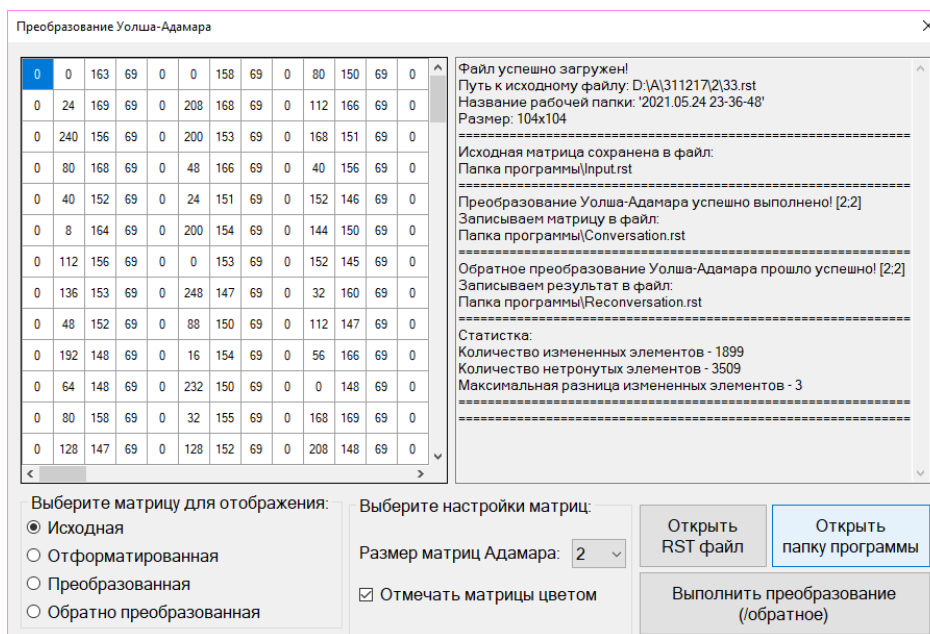 Преобразование Уолша-Адамара
0 0 163 69 0 0 158 69 0 80 150 69 0
0 24 169 69 0 208 168 69 0 112 166 69 0
0 240 156 69 0 200 153 69 0 168 151 69 0
0 80 168 69 0 48 166 69 0 40 156 69 0
0 40 152 69 0 24 151 69 0 152 146 69 0
0 8 164 69 0 200 154 69 0 144 150 69 0
0 112 156 69 0 0 153 69 0 152 145 69 0
0 136 153 69 0 248 147 69 0 32 160 69 0
0 48 152 69 0 88 150 69 0 112 147 69 0
0 192 148 69 0 16 154 69 0 56 166 69 0
0 64 148 69 0 232 150 69 0 0 148 69 0
0 80 158 69 0 32 155 69 0 168 169 69 0
0 128 147 69 0 128 152 69 0 208 148 69 0
Файл успешно загружен!
Путь к исходному файлу: D:\A\311217\2\33.rst
Название рабочей папки: '2021.05.24 23-36-48'
Размер: 104x104
=================================================================
Исходная матрица сохранена в файл:
Папка программы\Input.rst
=================================================================
Преобразование Уолша-Адамара успешно выполнено! [2;2]
Записываем матрицу в файл:
Папка программы\Conversation.rst
=================================================================
Обратное преобразование Уолша-Адамара прошло успешно! [2;2]
Записываем результат в файл:
Папка программы\Reconversation.rst
=================================================================
Статистка:
Количество измененных элементов - 1899
Количество нетронутых элементов - 3509
Максимальная разница измененных элементов - 3
=================================================================
=================================================================
Выберите матрицу для отображения:
Исходная
Отформатированная
Преобразованная
Обратно преобразованная
Выберите настройки матриц:
Размер матриц Адамара: 2
Отмечать матрицы цветом
Открыть
RST файл
Открыть
папку программы
Выполнить преобразование
(/обратное)